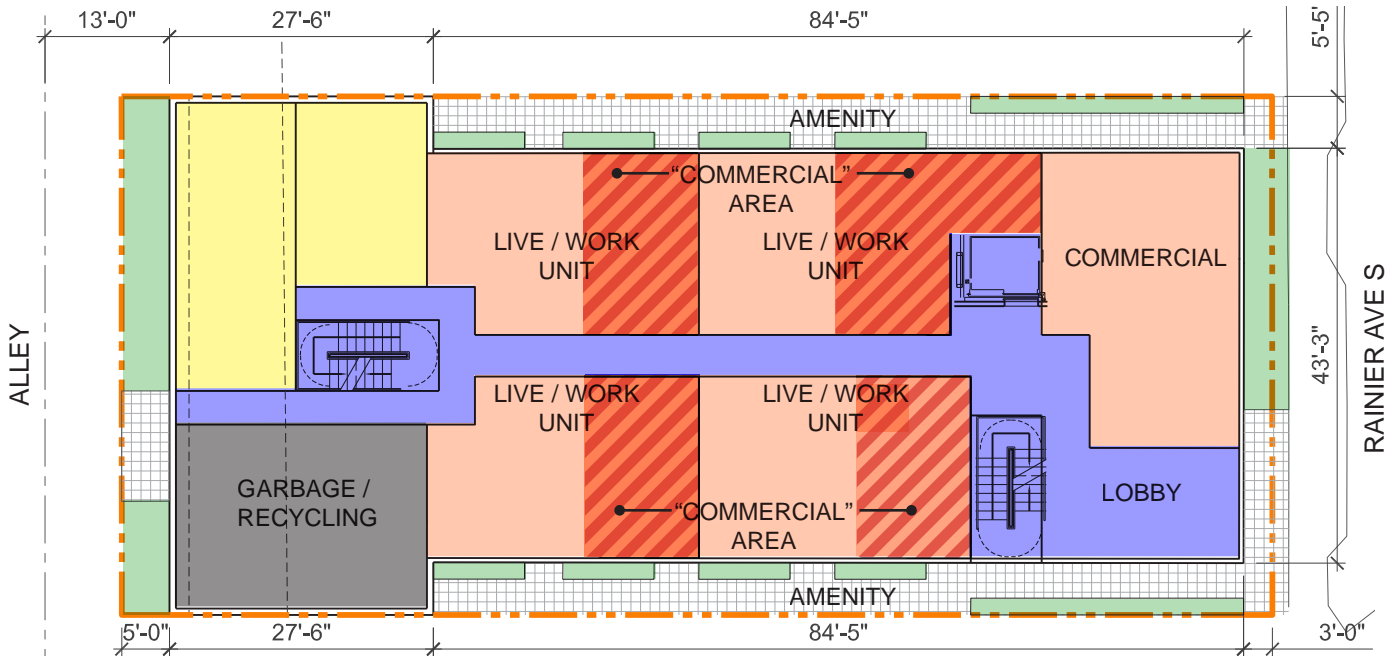 13'-0"
27'-6"
84'-5"
5'-5"
AMENITY
"COMMERCIAL"
AREA
LIVE / WORK
UNIT
LIVE / WORK
UNIT
COMMERCIAL
ALLEY
43'-3"
RAINIER AVE S
LIVE / WORK
UNIT
LIVE / WORK
UNIT
GARBAGE /
RECYCLING
LOBBY
"COMMERCIAL"
AREA
AMENITY
5'-0"
27'-6"
84'-5"
3'-0"